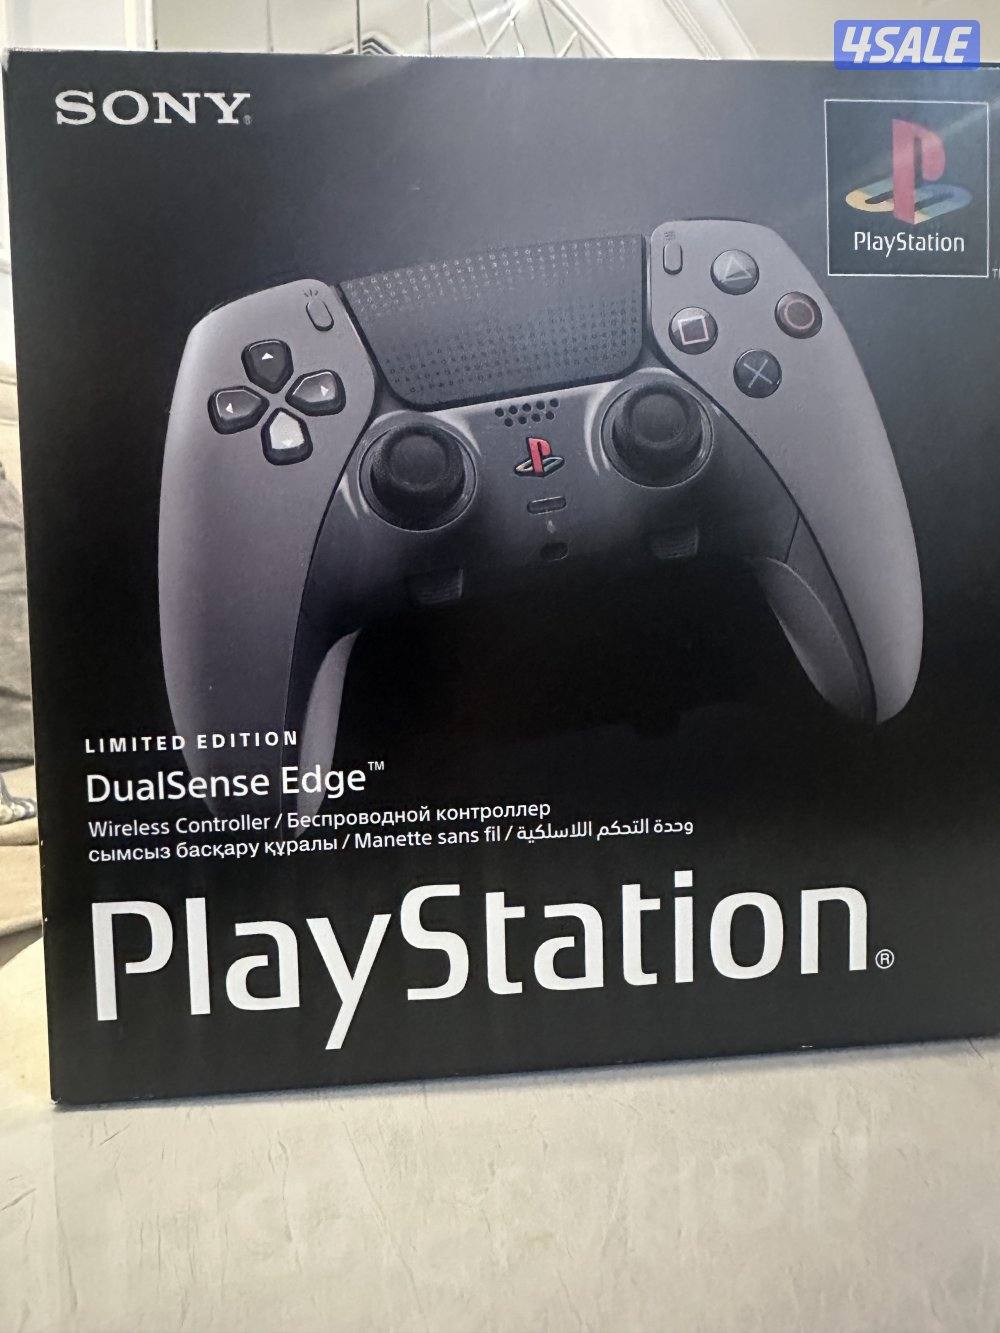 4SALE
SONY®
PlayStation
LIMITED EDITION
DualSense Edge™
Wireless Controller / Беспроводной контроллер
сымсыз басқару құралы / Manette sans fil / وحدة التحكم اللاسلكية
PlayStation®